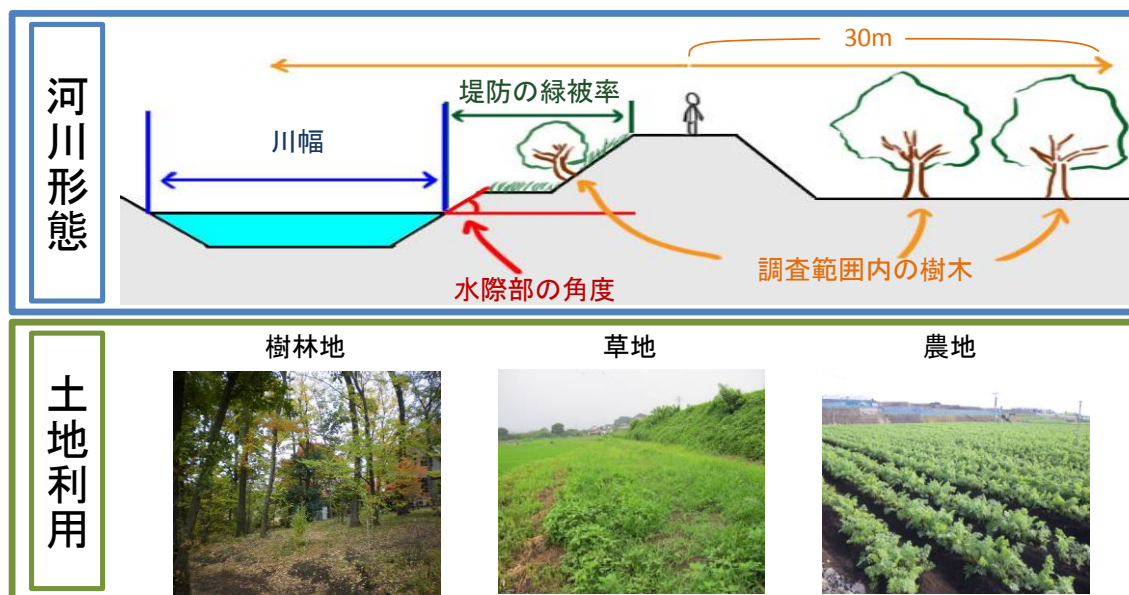 河川形態
30m
堤防の緑被率
川幅
調査範囲内の樹木
水際部の角度
土地利用
樹林地
草地
農地